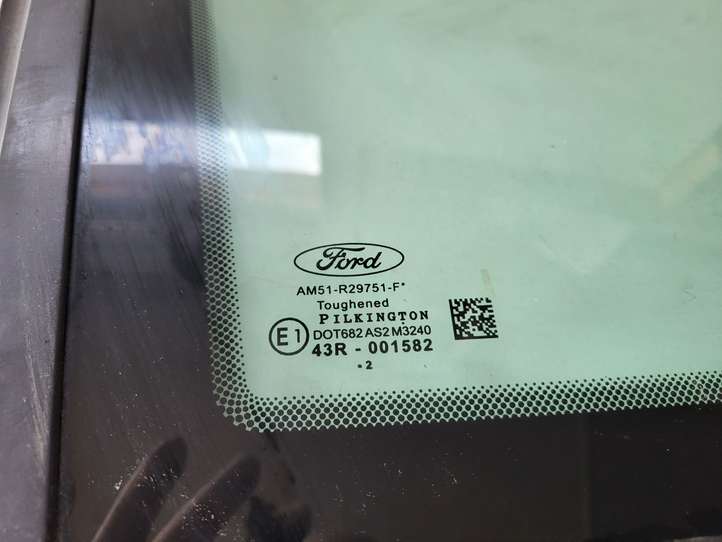 Ford
AM51-R29751-F*
Toughened
PILKINGTON
E1 DOT682 AS2 M3240
43R - 001582
.2